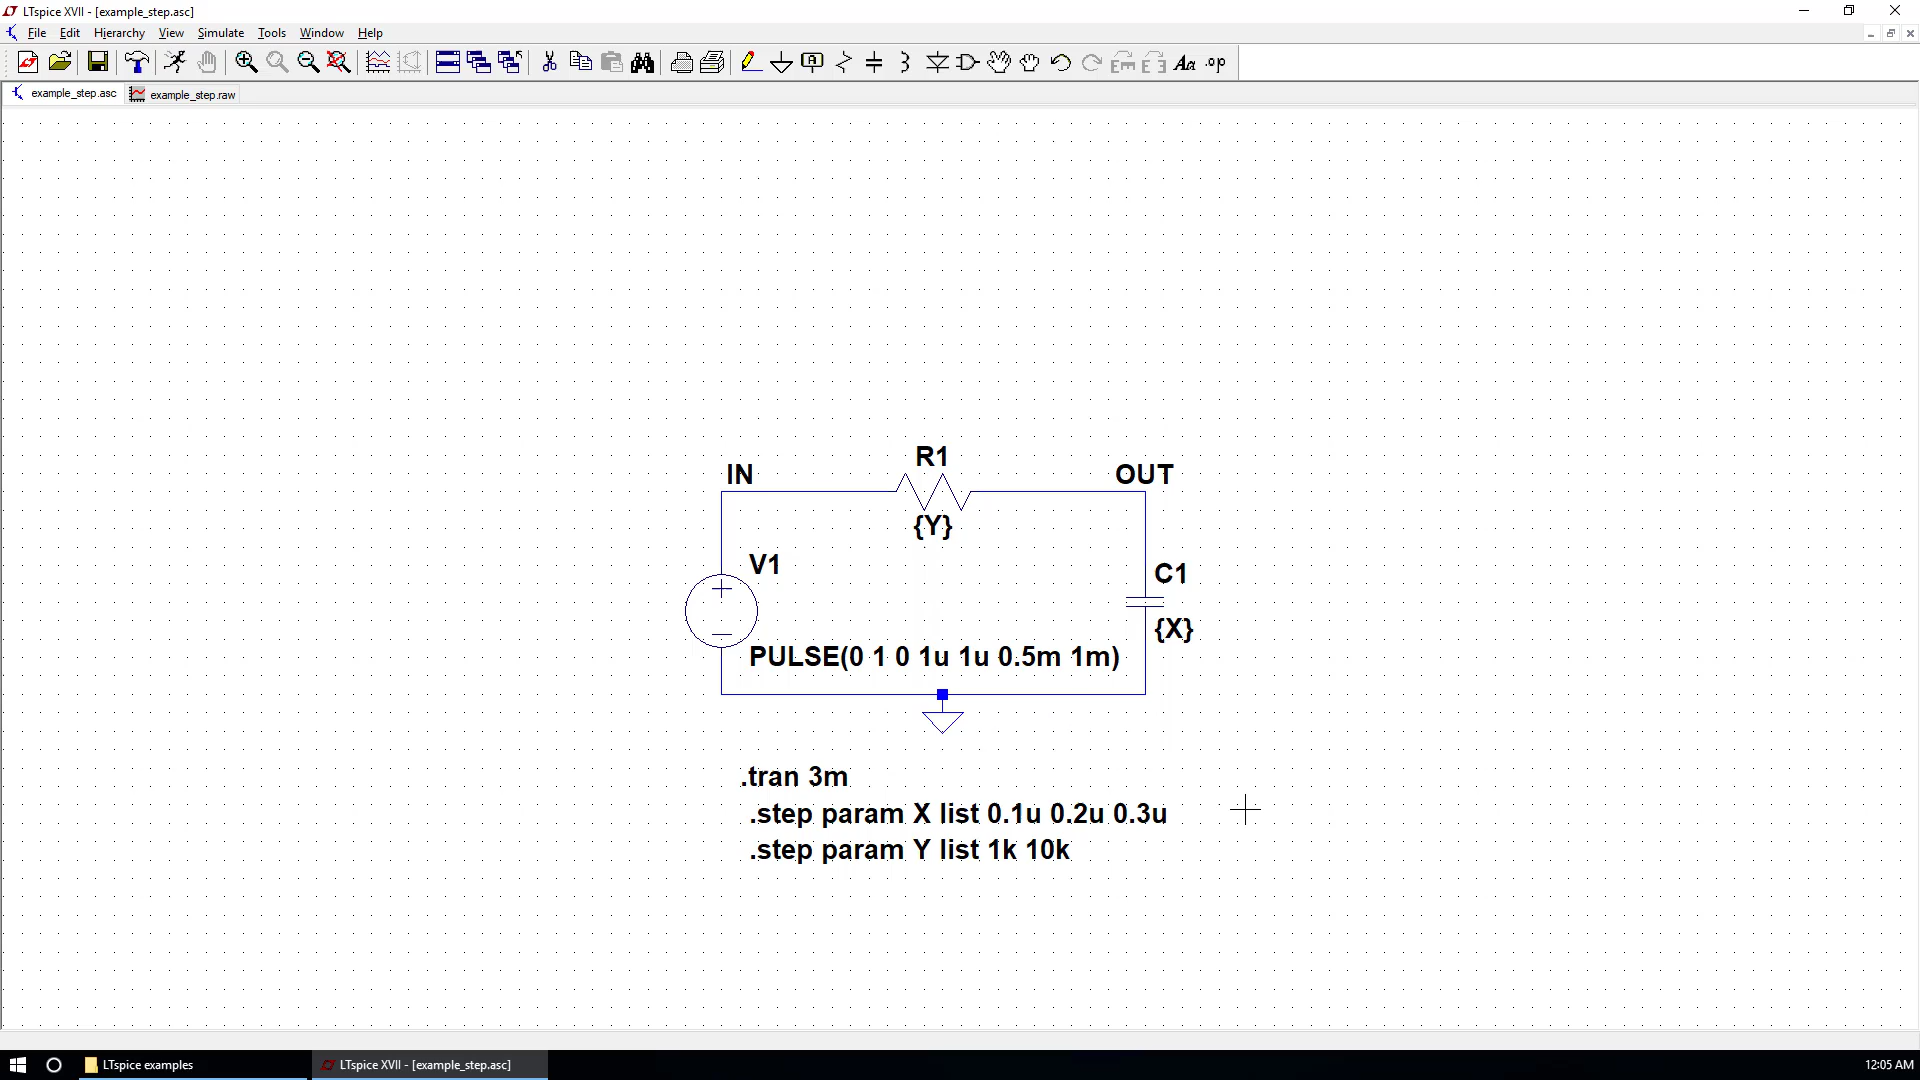 LTspice XVII - [example_step.asc]
File Edit Hierarchy View Simulate Tools Window Help
example_step.asc example_step.raw
R1
IN OUT
{Y}
V1
C1
{X}
PULSE(0 1 0 1u 1u 0.5m 1m)
.tran 3m
.step param X list 0.1u 0.2u 0.3u
.step param Y list 1k 10k
LTspice examples LTspice XVII - [example_step.asc] 12:05 AM